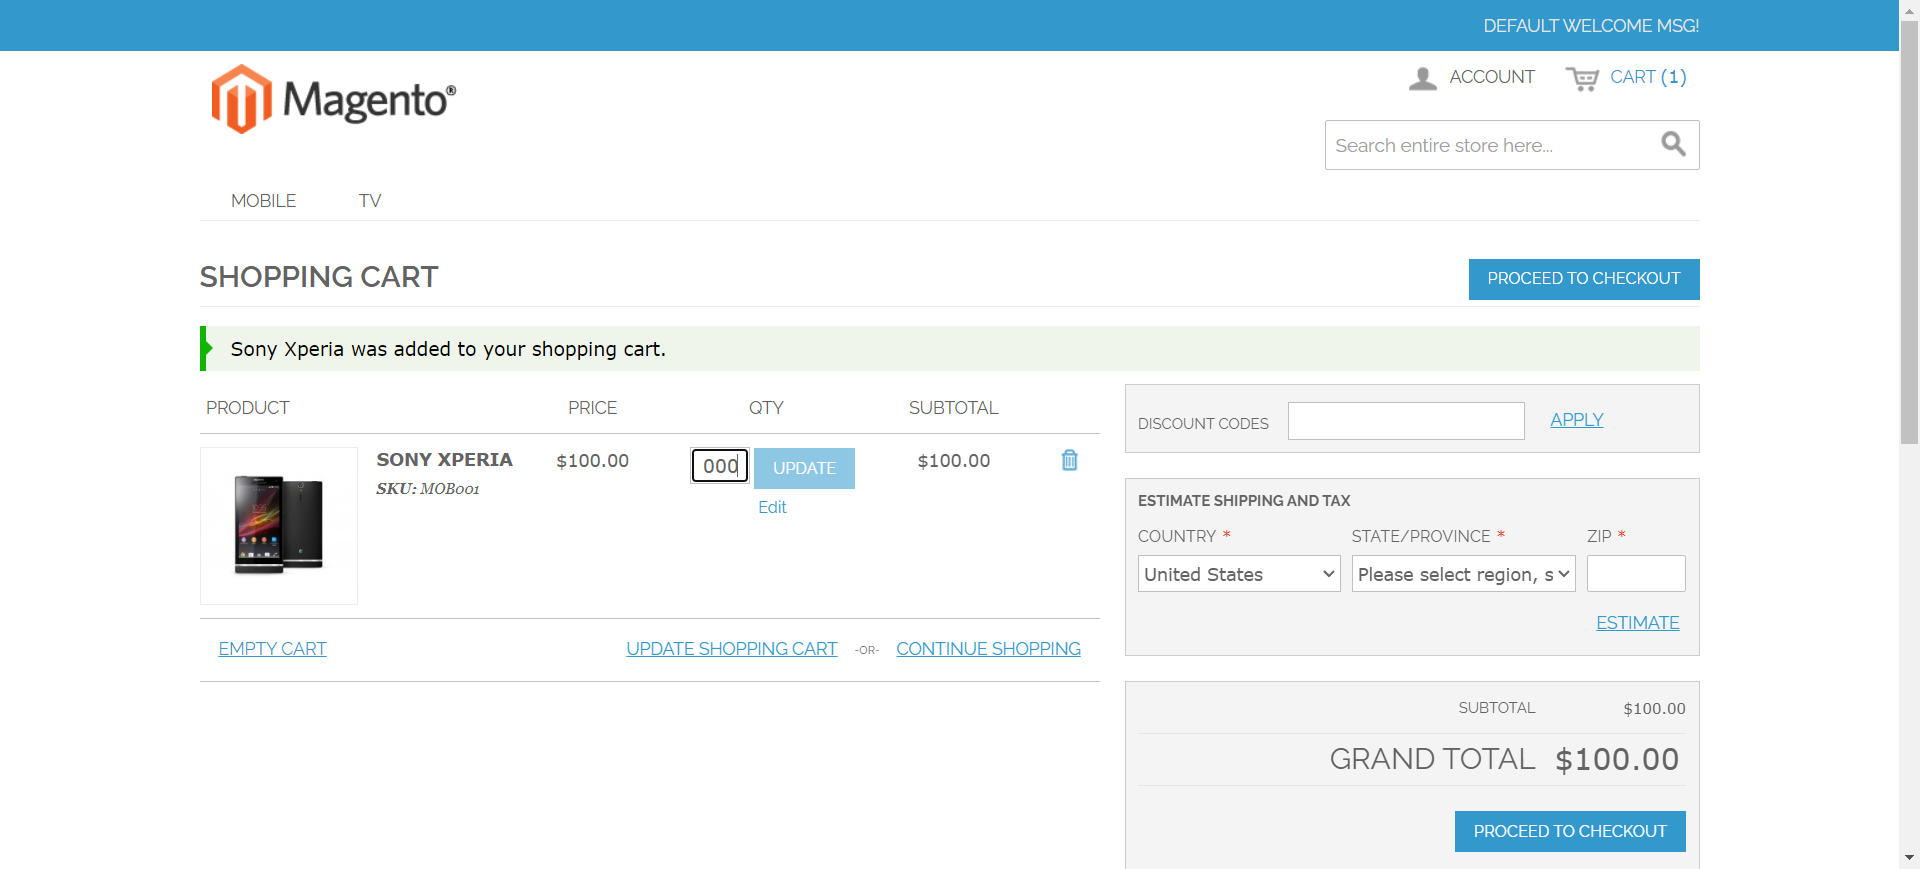 DEFAULT WELCOME MSG!
Magento®
ACCOUNT
CART (1)
Search entire store here...
MOBILE
TV
SHOPPING CART
PROCEED TO CHECKOUT
Sony Xperia was added to your shopping cart.
PRODUCT PRICE QTY SUBTOTAL
SONY XPERIA $100.00 000 UPDATE $100.00
SKU: MOB001
Edit
EMPTY CART UPDATE SHOPPING CART -OR- CONTINUE SHOPPING
DISCOUNT CODES APPLY
ESTIMATE SHIPPING AND TAX
COUNTRY * STATE/PROVINCE * ZIP *
United States Please select region, s
ESTIMATE
SUBTOTAL $100.00
GRAND TOTAL $100.00
PROCEED TO CHECKOUT